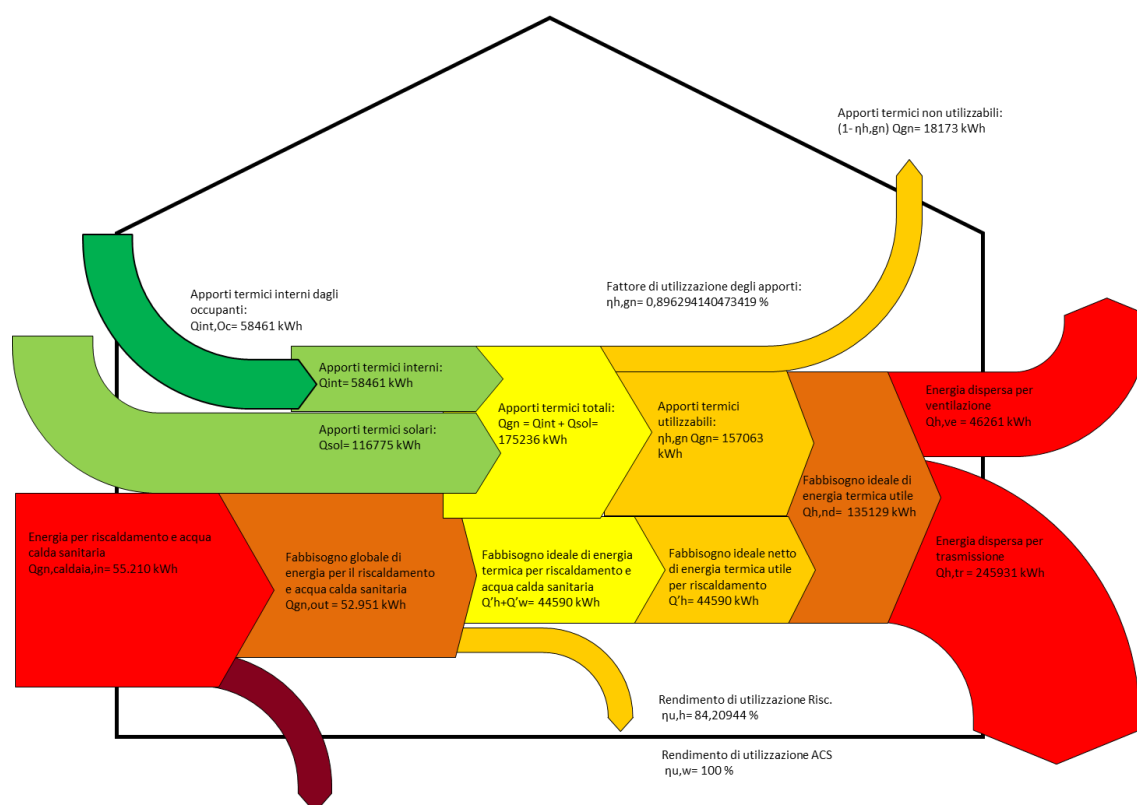 Apporti termici non utilizzabili:
(1- ηh,gn) Qgn= 18173 kWh
Apporti termici interni dagli
occupanti:
Qint,Oc= 58461 kWh
Fattore di utilizzazione degli apporti:
ηh,gn= 0,896294140473419 %
Apporti termici interni:
Qint= 58461 kWh
Apporti termici solari:
Qsol= 116775 kWh
Apporti termici totali:
Qgn = Qint + Qsol=
175236 kWh
Apporti termici
utilizzabili:
ηh,gn Qgn= 157063
kWh
Energia dispersa per
ventilazione
Qh,ve = 46261 kWh
Fabbisogno ideale di
energia termica utile
Qh,nd= 135129 kWh
Energia per riscaldamento e acqua
calda sanitaria
Qgn,caldaia,in= 55.210 kWh
Fabbisogno globale di
energia per il riscaldamento
e acqua calda sanitaria
Qgn,out = 52.951 kWh
Fabbisogno ideale di energia
termica per riscaldamento e
acqua calda sanitaria
Q’h+Q’w= 44590 kWh
Fabbisogno ideale netto
di energia termica utile
per riscaldamento
Q’h= 44590 kWh
Energia dispersa per
trasmissione
Qh,tr = 245931 kWh
Rendimento di utilizzazione Risc.
ηu,h= 84,20944 %
Rendimento di utilizzazione ACS
ηu,w= 100 %